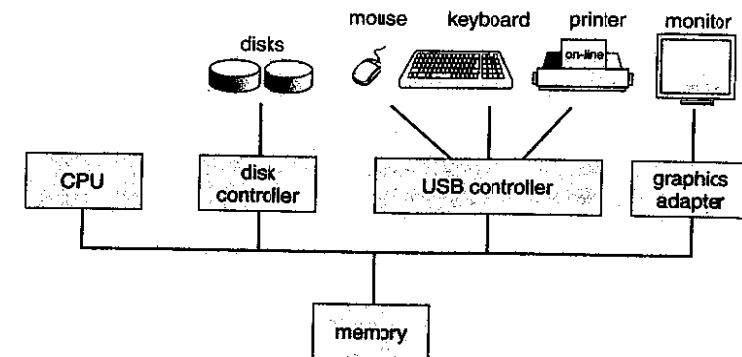 mouse keyboard printer monitor
disks
on-line
CPU
disk
controller
USB controller
graphics
adapter
memory